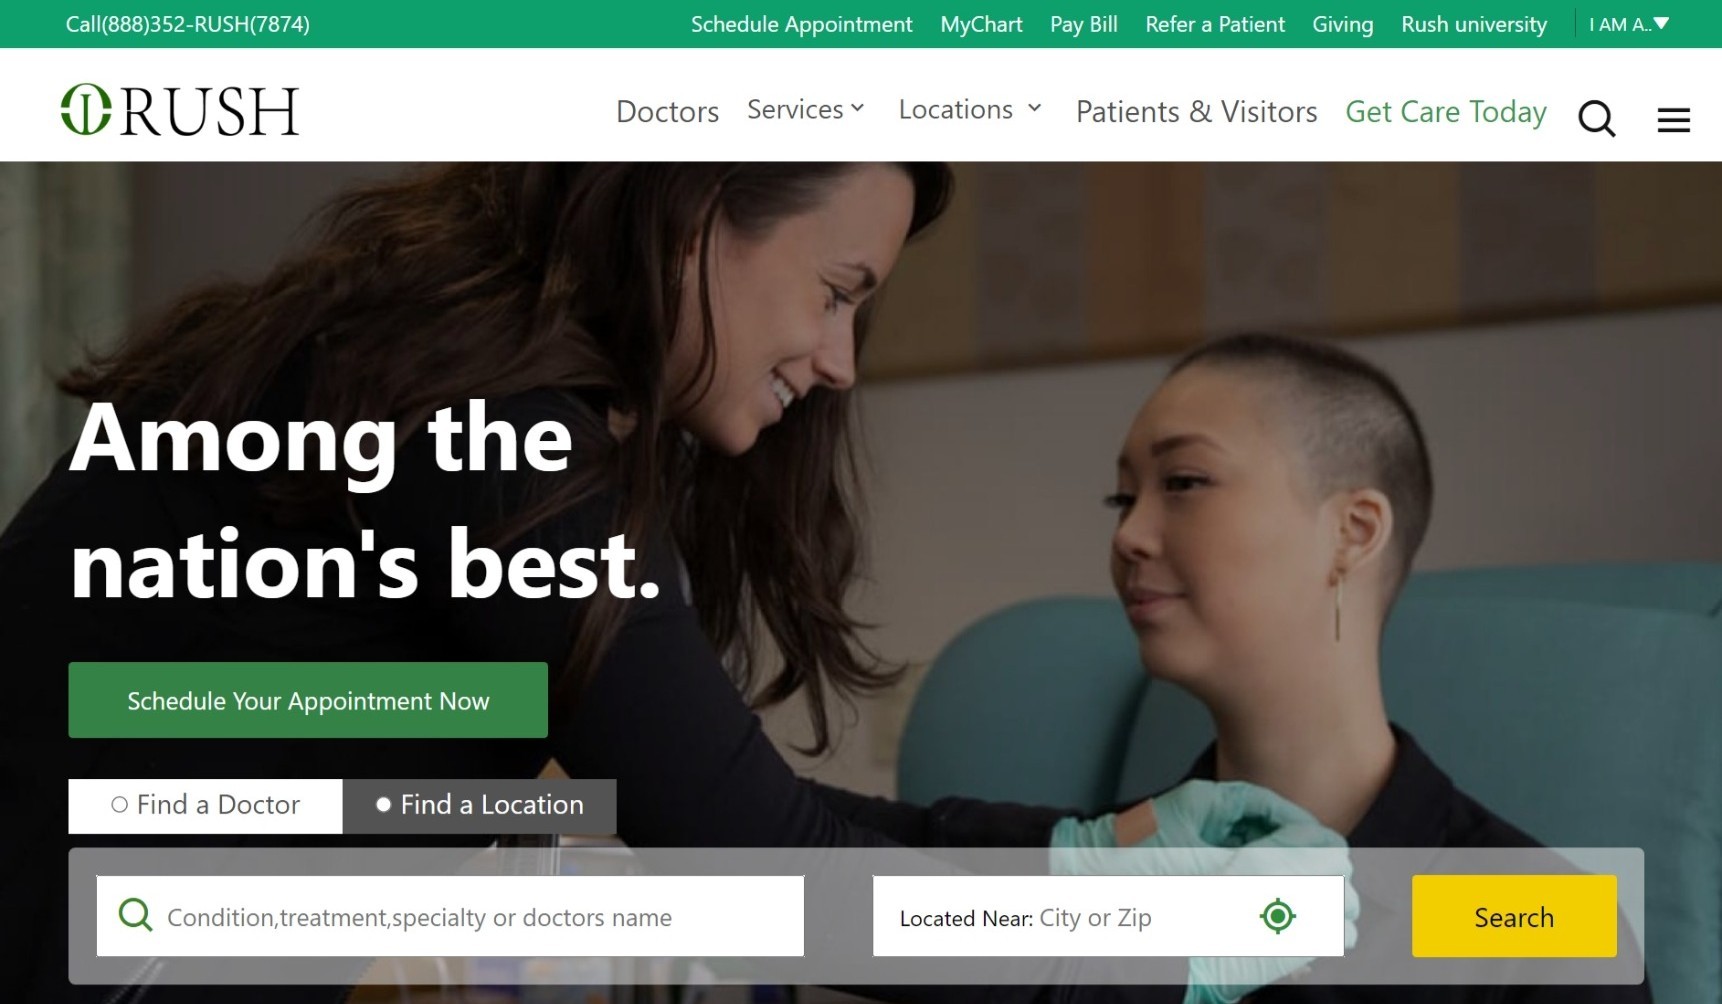 Call(888)352-RUSH(7874) Schedule Appointment MyChart Pay Bill Refer a Patient Giving Rush university I AM A..
RUSH Doctors Services Locations Patients & Visitors Get Care Today
Among the
nation's best.
Schedule Your Appointment Now
Find a Doctor Find a Location
Condition,treatment,specialty or doctors name Located Near: City or Zip Search